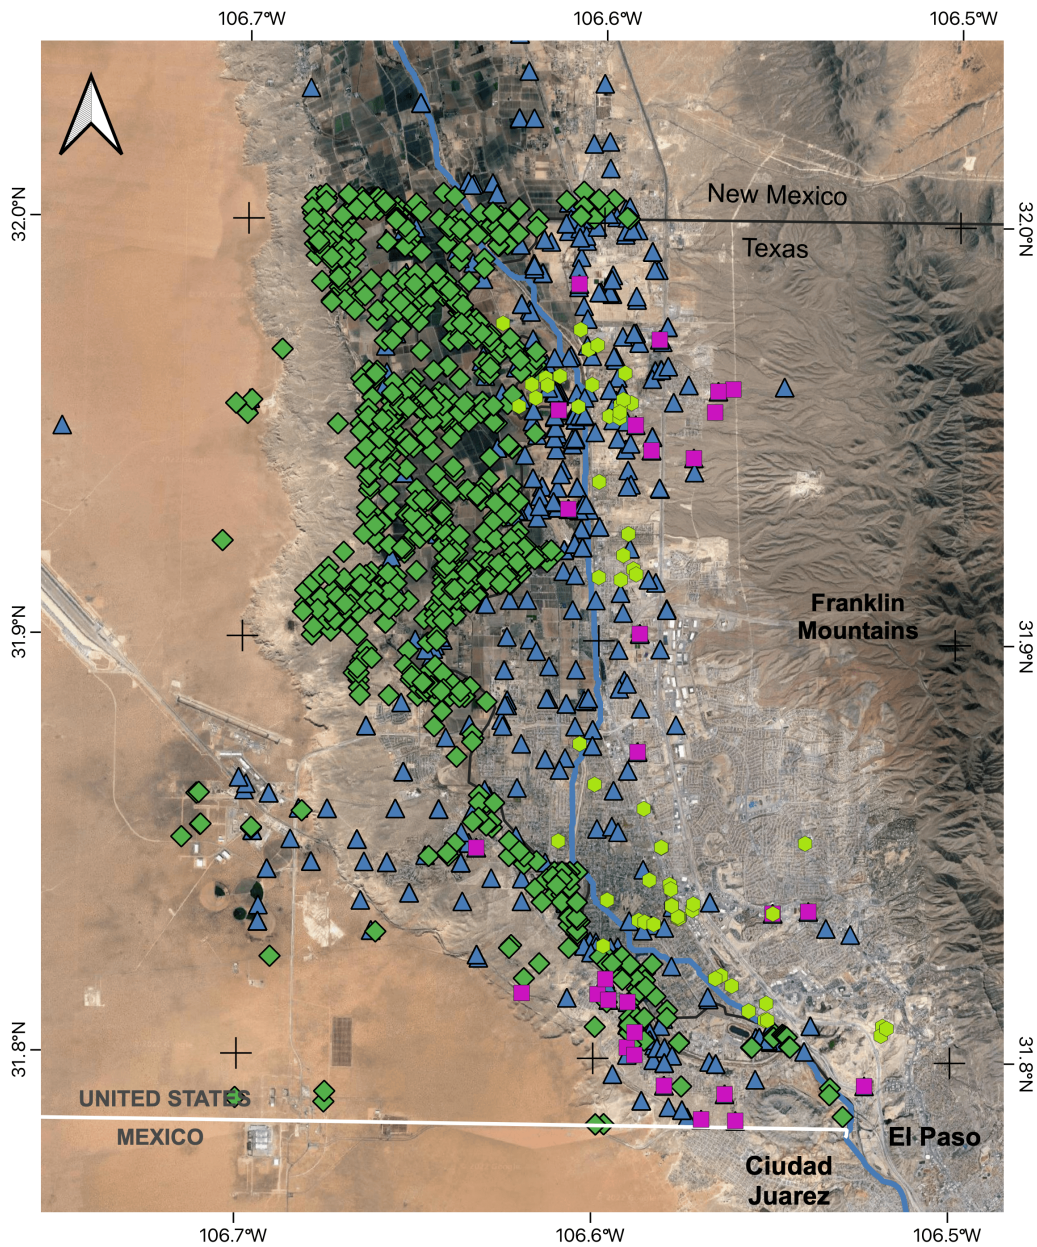 106.7°W
106.6°W
106.5°W
32.0°N
New Mexico
32.0°N
Texas
Franklin
Mountains
31.9°N
31.9°N
31.8°N
31.8°N
UNITED STATES
MEXICO
El Paso
Ciudad
Juarez
106.7°W
106.6°W
106.5°W